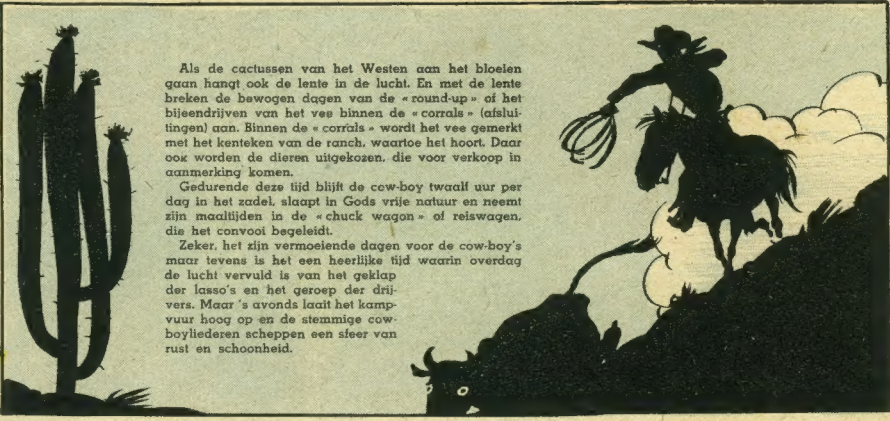 Als de cactussen van het Westen aan het bloeien
gaan hangt ook de lente in de lucht. En met de lente
breken de bewogen dagen van de « round-up » of het
bijeendrijven van het vee binnen de « corrals » (afslui-
tingen) aan. Binnen de « corrals » wordt het vee gemerkt
met het kenteken van de ranch, waartoe het hoort. Daar
ook worden de dieren uitgekozen, die voor verkoop in
aanmerking komen.
Gedurende deze tijd blijft de cow-boy twaalf uur per
dag in het zadel, slaapt in Gods vrije natuur en neemt
zijn maaltijden in de « chuck wagon » of reiswagen,
die het convooi begeleidt.
Zeker, het zijn vermoeiende dagen voor de cow-boy's
maar tevens is het een heerlijke tijd waarin overdag
de lucht vervuld is van het geklap
der lasso's en het geroep der drij-
vers. Maar 's avonds laait het kamp-
vuur hoog op en de stemmige cow-
boyliederen scheppen een sfeer van
rust en schoonheid.